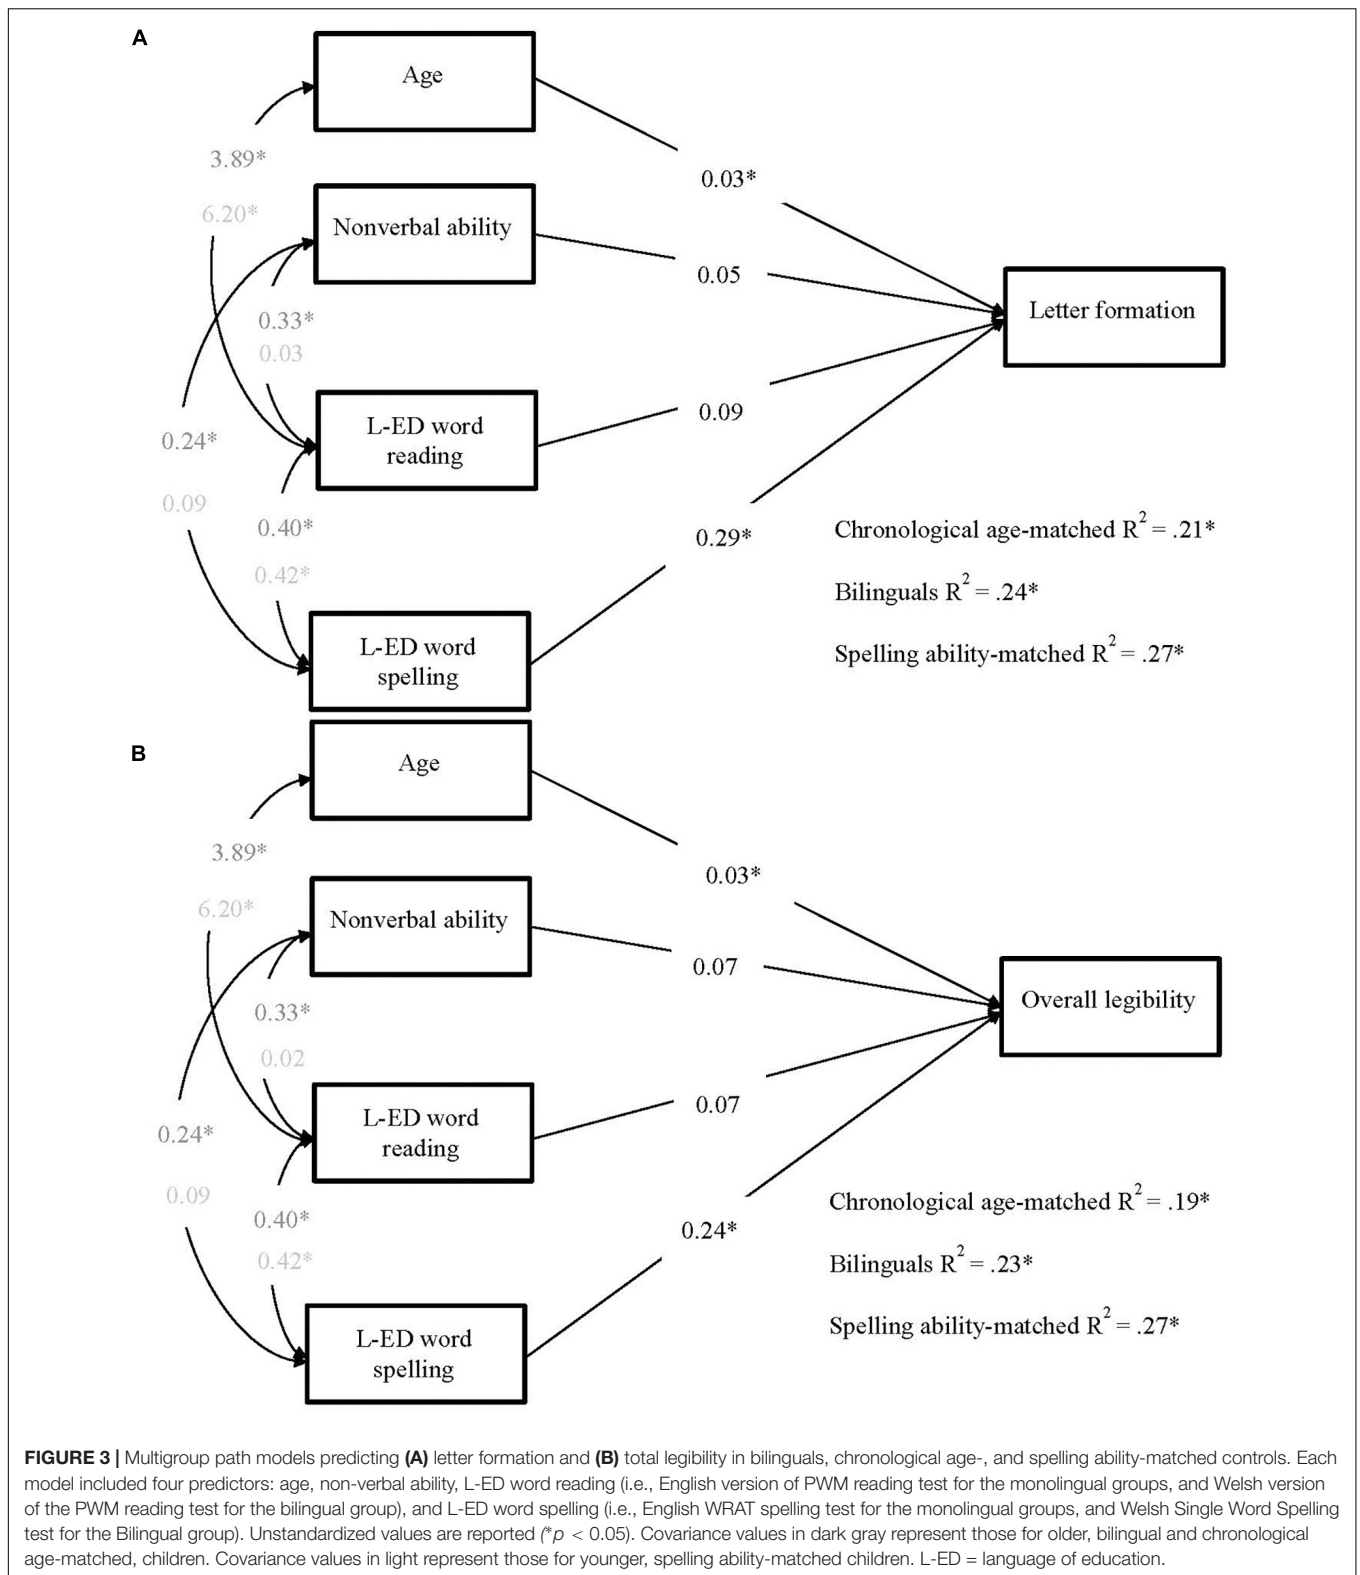 A
Age
3.89*
0.03*
6.20*
Nonverbal ability
0.05
Letter formation
0.33*
0.03
0.09
L-ED word
reading
0.24*
0.09
0.40*
0.29*
Chronological age-matched R² = .21*
0.42*
Bilinguals R² = .24*
L-ED word
spelling
Spelling ability-matched R² = .27*
B
Age
3.89*
0.03*
6.20*
Nonverbal ability
0.07
Overall legibility
0.33*
0.02
0.07
L-ED word
reading
0.24*
0.09
0.40*
0.24*
Chronological age-matched R² = .19*
0.42*
Bilinguals R² = .23*
L-ED word
spelling
Spelling ability-matched R² = .27*
FIGURE 3 | Multigroup path models predicting (A) letter formation and (B) total legibility in bilinguals, chronological age-, and spelling ability-matched controls. Each
model included four predictors: age, non-verbal ability, L-ED word reading (i.e., English version of PWM reading test for the monolingual groups, and Welsh version
of the PWM reading test for the bilingual group), and L-ED word spelling (i.e., English WRAT spelling test for the monolingual groups, and Welsh Single Word Spelling
test for the Bilingual group). Unstandardized values are reported (*p < 0.05). Covariance values in dark gray represent those for older, bilingual and chronological
age-matched, children. Covariance values in light represent those for younger, spelling ability-matched children. L-ED = language of education.